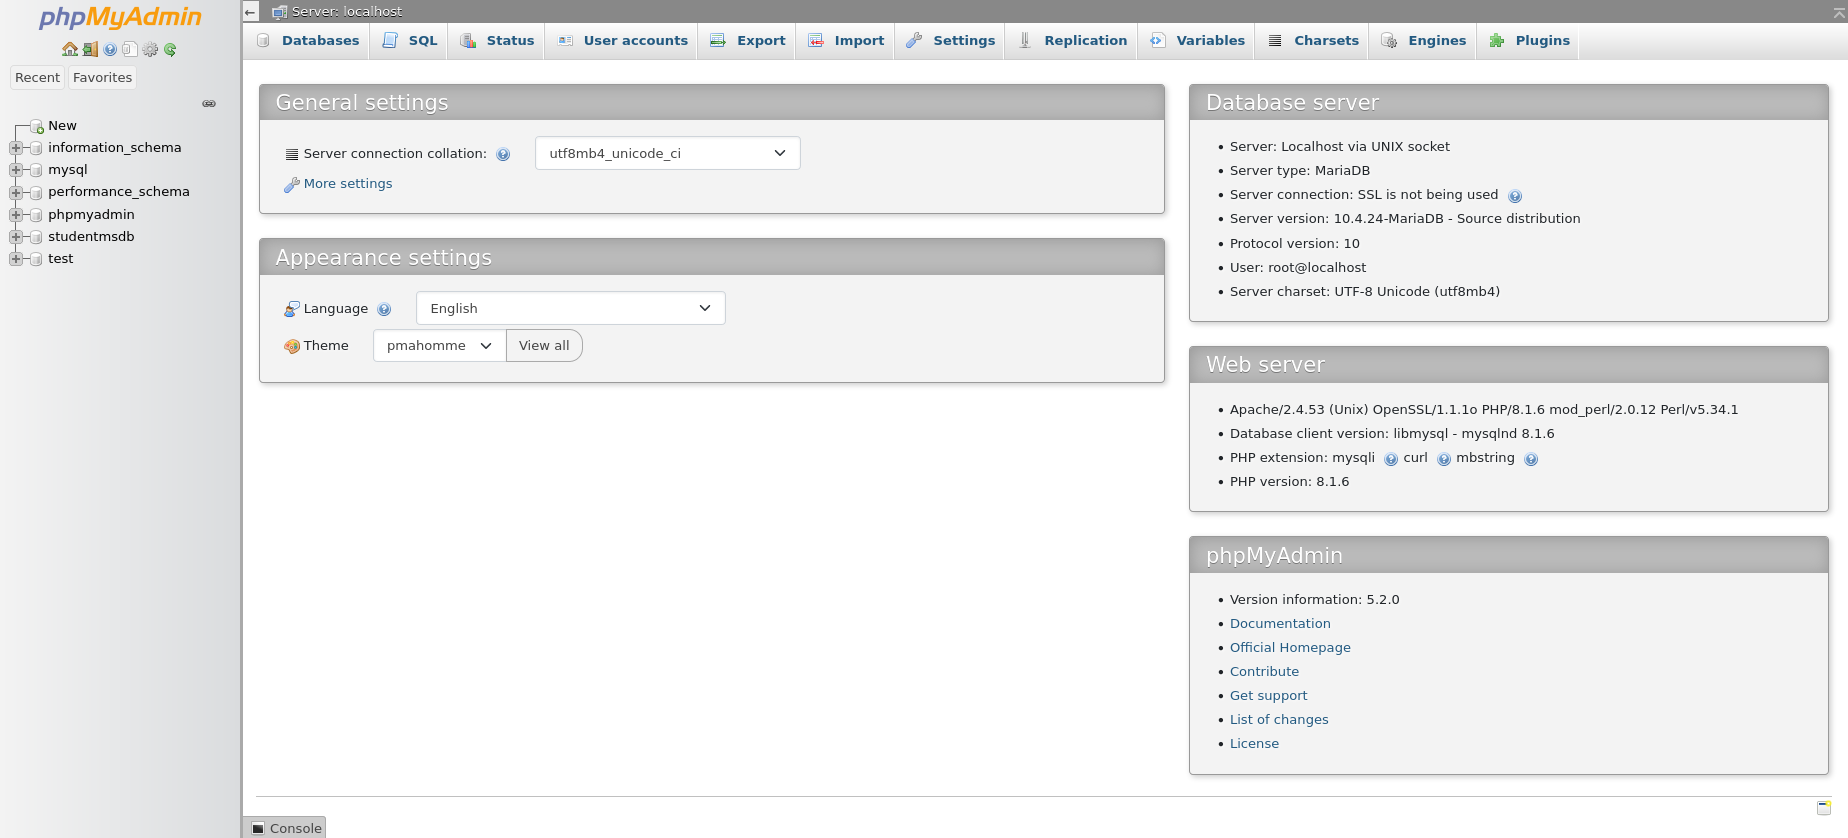 phpMyAdmin
Recent Favorites
New
information_schema
mysql
performance_schema
phpmyadmin
studentmsdb
test
Server: localhost
Databases SQL Status User accounts Export Import Settings Replication Variables Charsets Engines Plugins
General settings
Server connection collation: utf8mb4_unicode_ci
More settings
Appearance settings
Language English
Theme pmahomme View all
Database server
• Server: Localhost via UNIX socket
• Server type: MariaDB
• Server connection: SSL is not being used
• Server version: 10.4.24-MariaDB - Source distribution
• Protocol version: 10
• User: root@localhost
• Server charset: UTF-8 Unicode (utf8mb4)
Web server
• Apache/2.4.53 (Unix) OpenSSL/1.1.1o PHP/8.1.6 mod_perl/2.0.12 Perl/v5.34.1
• Database client version: libmysql - mysqlnd 8.1.6
• PHP extension: mysqli curl mbstring
• PHP version: 8.1.6
phpMyAdmin
• Version information: 5.2.0
• Documentation
• Official Homepage
• Contribute
• Get support
• List of changes
• License
Console